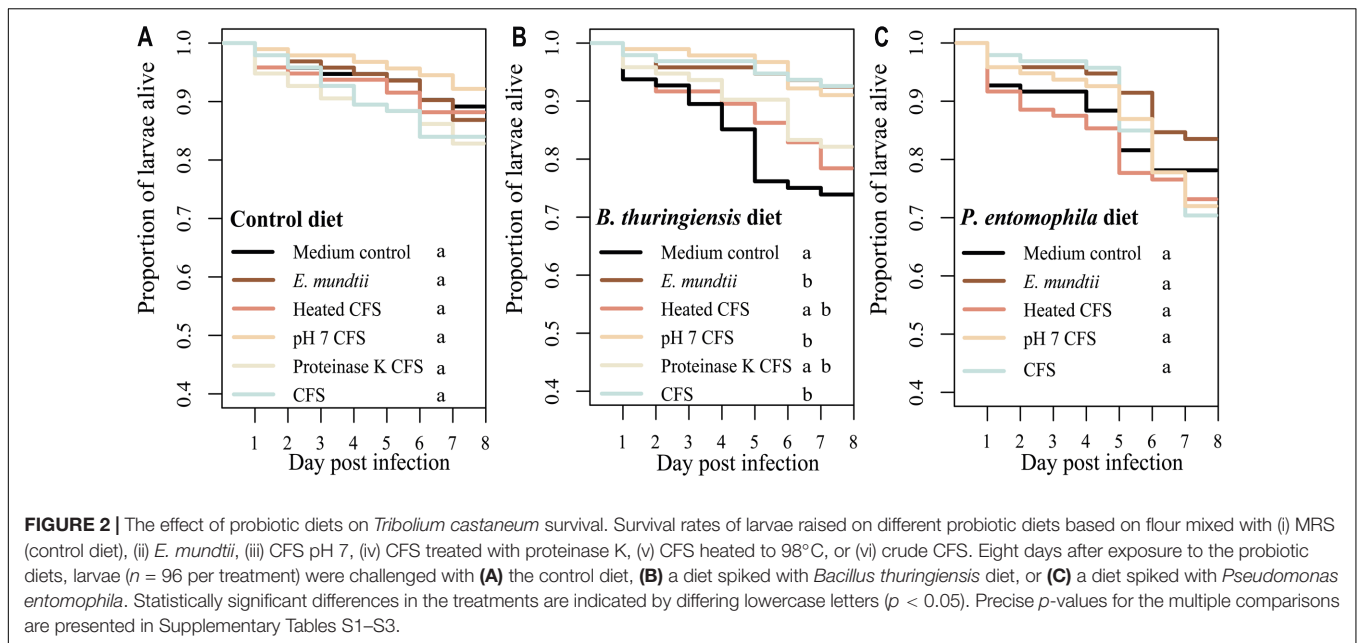 A
1.0
0.9
0.8
0.7
0.6
0.5
0.4
Proportion of larvae alive
Control diet
Medium control a
E. mundtii a
Heated CFS a
pH 7 CFS a
Proteinase K CFS a
CFS a
1 2 3 4 5 6 7 8
Day post infection
B
1.0
0.9
0.8
0.7
0.6
0.5
0.4
Proportion of larvae alive
B. thuringiensis diet
Medium control a
E. mundtii b
Heated CFS a b
pH 7 CFS b
Proteinase K CFS a b
CFS b
1 2 3 4 5 6 7 8
Day post infection
C
1.0
0.9
0.8
0.7
0.6
0.5
0.4
Proportion of larvae alive
P. entomophila diet
Medium control a
E. mundtii a
Heated CFS a
pH 7 CFS a
CFS a
1 2 3 4 5 6 7 8
Day post infection
FIGURE 2 | The effect of probiotic diets on Tribolium castaneum survival. Survival rates of larvae raised on different probiotic diets based on flour mixed with (i) MRS
(control diet), (ii) E. mundtii, (iii) CFS pH 7, (iv) CFS treated with proteinase K, (v) CFS heated to 98°C, or (vi) crude CFS. Eight days after exposure to the probiotic
diets, larvae (n = 96 per treatment) were challenged with (A) the control diet, (B) a diet spiked with Bacillus thuringiensis diet, or (C) a diet spiked with Pseudomonas
entomophila. Statistically significant differences in the treatments are indicated by differing lowercase letters (p < 0.05). Precise p-values for the multiple comparisons
are presented in Supplementary Tables S1–S3.